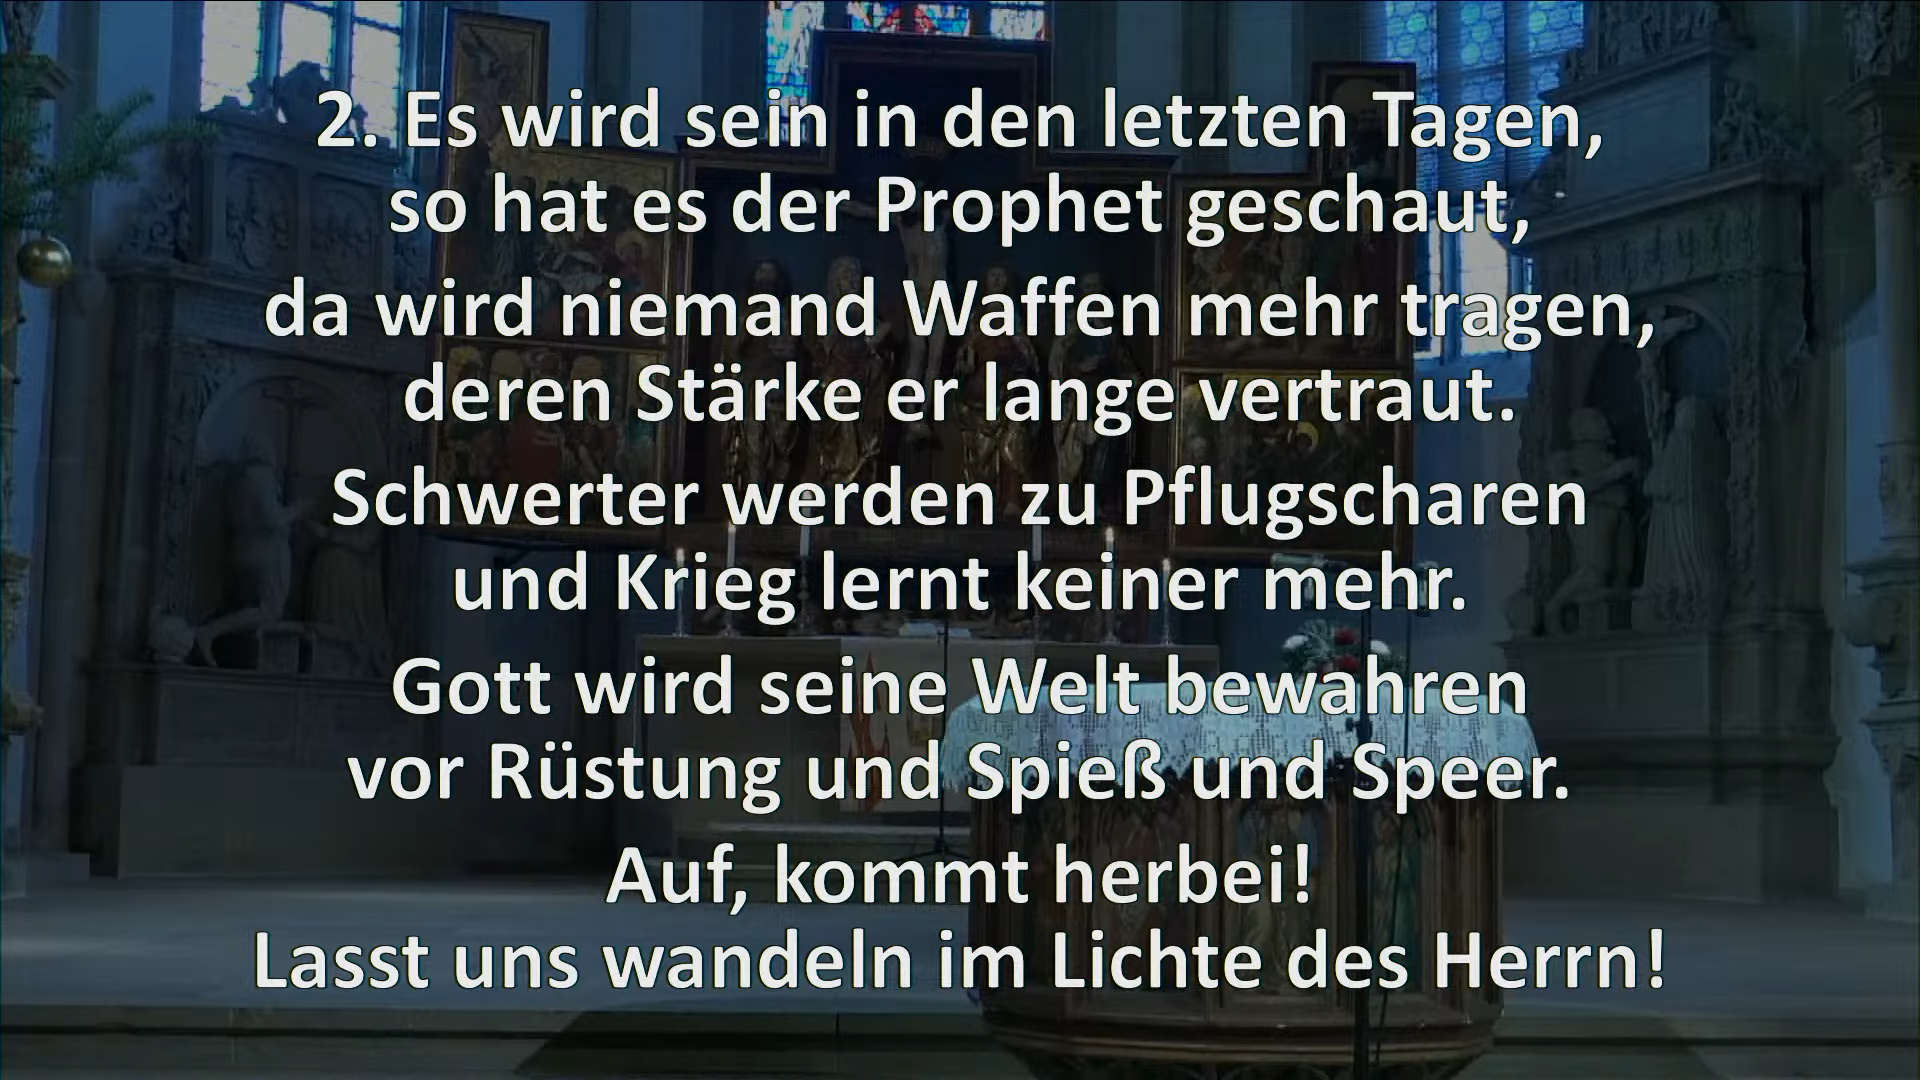 2. Es wird sein in den letzten Tagen,
so hat es der Prophet geschaut,
da wird niemand Waffen mehr tragen,
deren Stärke er lange vertraut.
Schwerter werden zu Pflugscharen
und Krieg lernt keiner mehr.
Gott wird seine Welt bewahren
vor Rüstung und Spieß und Speer.
Auf, kommt herbei!
Lasst uns wandeln im Lichte des Herrn!